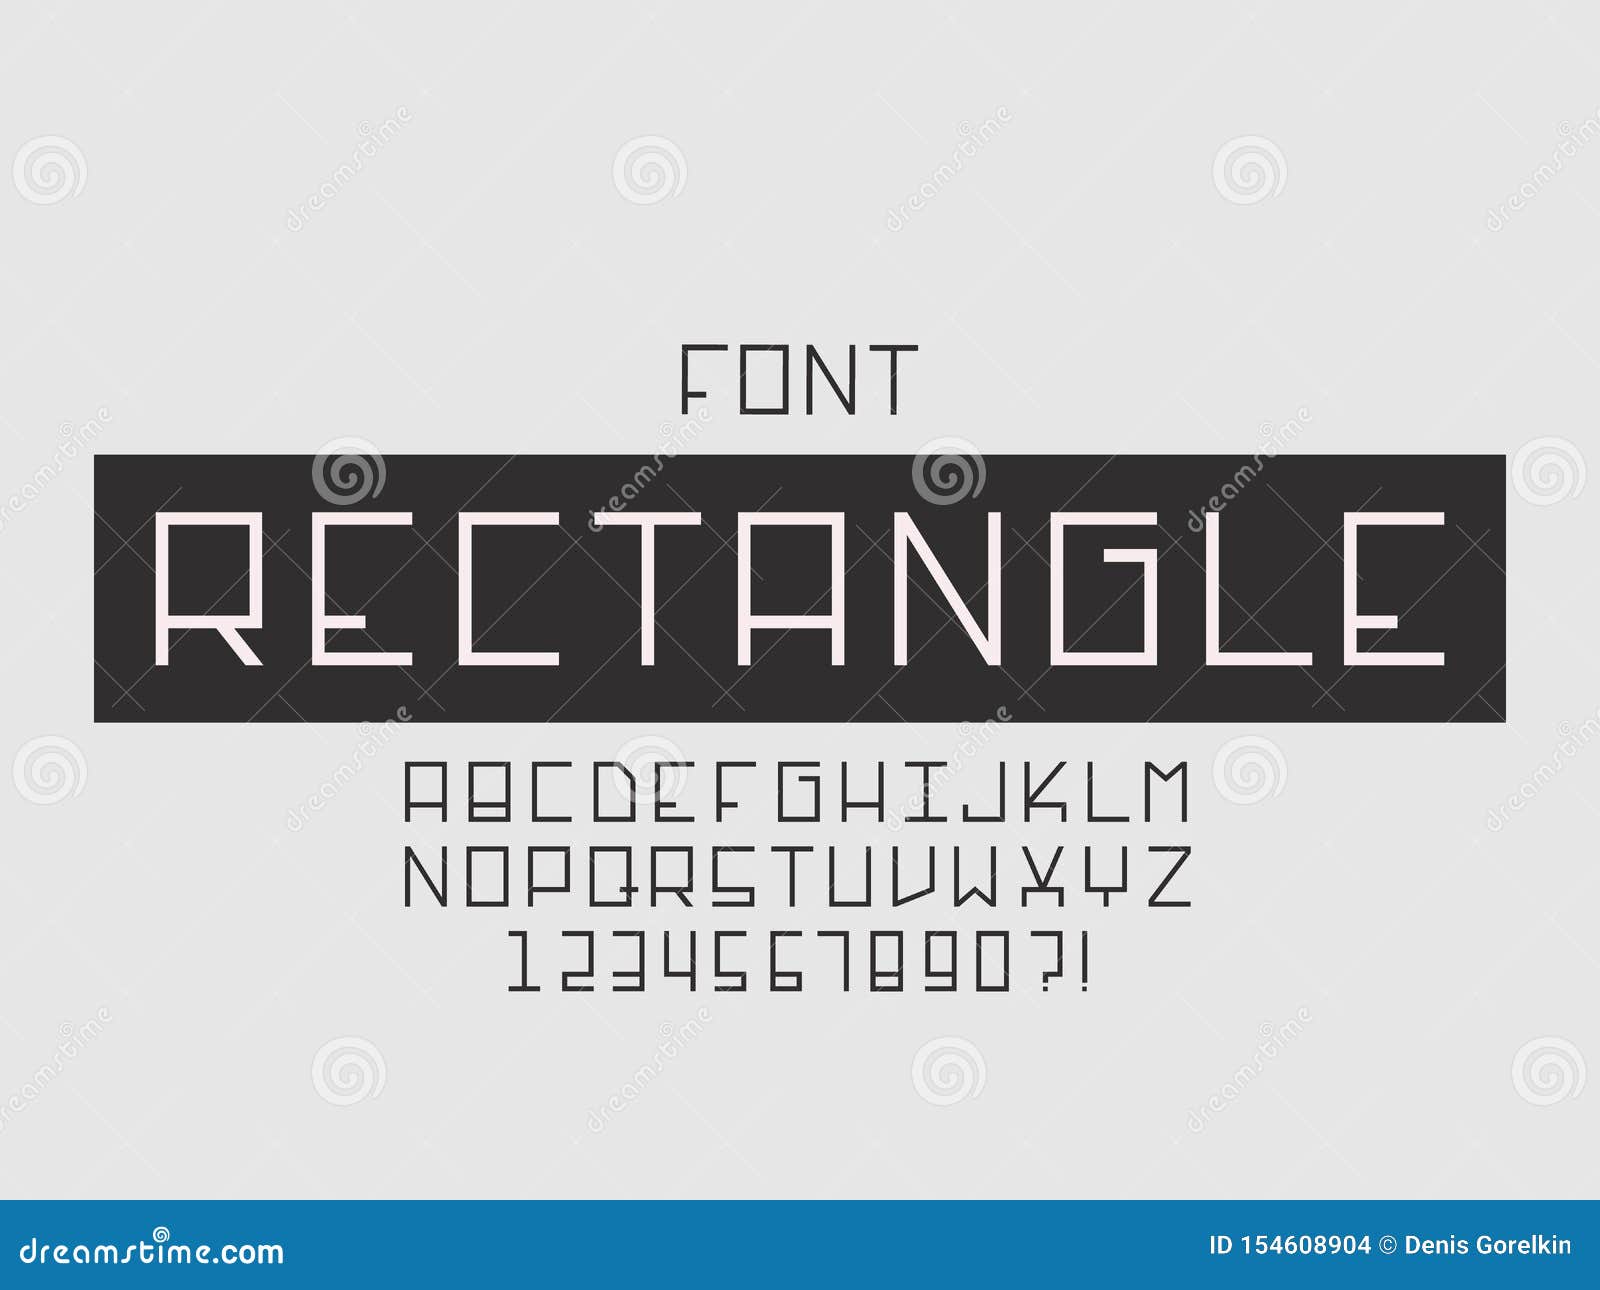 FONT
RECTANGLE
ABCDEFGHIJKLM
NOPQRSTUVWXYZ
1234567890?!
dreamstime.com
ID 154608904 © Denis Gorelkin